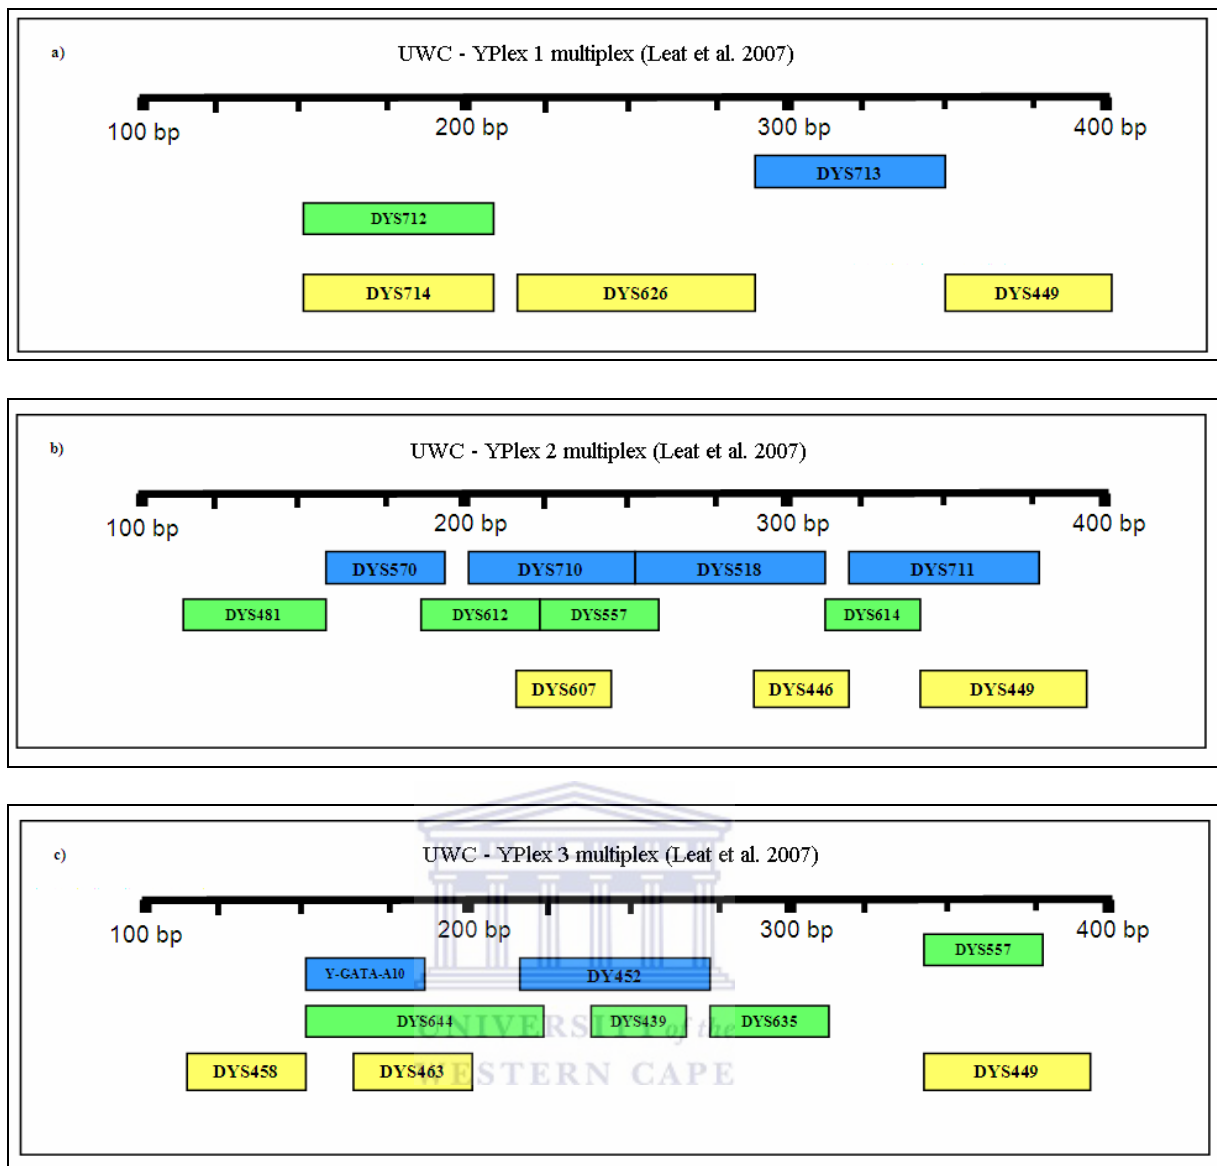 a)
UWC - YPlex 1 multiplex (Leat et al. 2007)
100 bp 200 bp 300 bp 400 bp
DYS713
DYS712
DYS714 DYS626 DYS449
b)
UWC - YPlex 2 multiplex (Leat et al. 2007)
100 bp 200 bp 300 bp 400 bp
DYS570 DYS710 DYS518 DYS711
DYS481 DYS612 DYS557 DYS614
DYS607 DYS446 DYS449
c)
UWC - YPlex 3 multiplex (Leat et al. 2007)
100 bp 200 bp 300 bp 400 bp
DYS557
Y-GATA-A10 DY452
DYS644 DYS439 DYS635
UNIVERSITY of the
DYS458 DYS463 DYS449
WESTERN CAPE